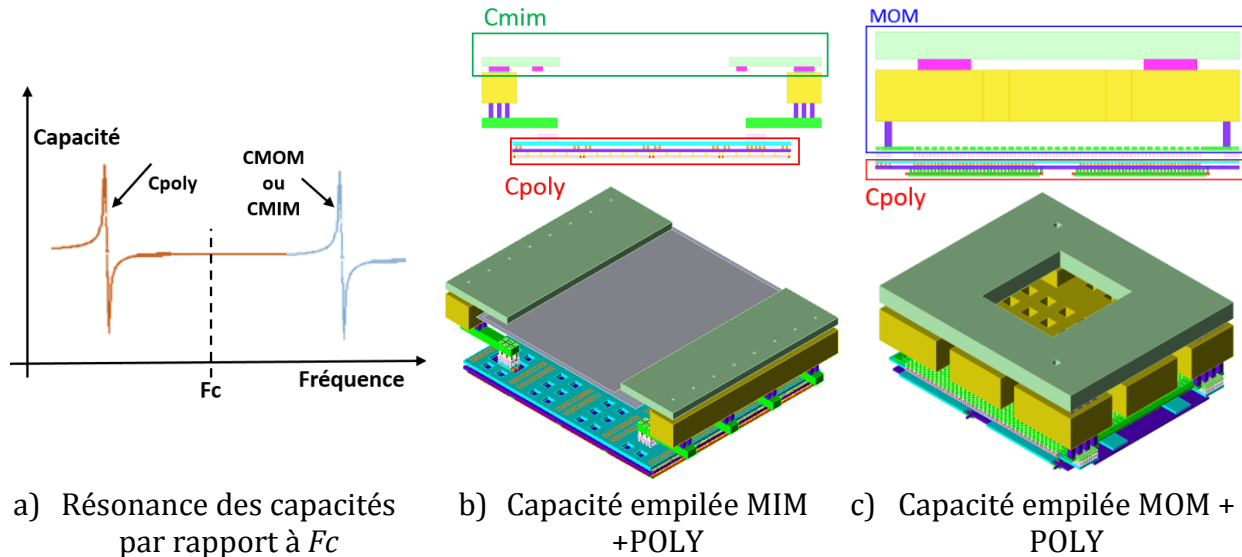 Capacité
Cpoly
CMOM
ou
CMIM
Fc
Fréquence
a) Résonance des capacités
par rapport à Fc
Cmim
Cpoly
b) Capacité empilée MIM
+POLY
MOM
Cpoly
c) Capacité empilée MOM +
POLY